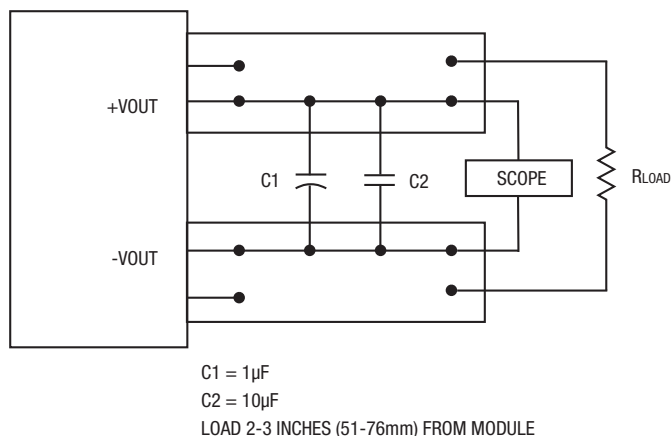 +VOUT
C1
C2
SCOPE
RLOAD
-VOUT
C1 = 1µF
C2 = 10µF
LOAD 2-3 INCHES (51-76mm) FROM MODULE